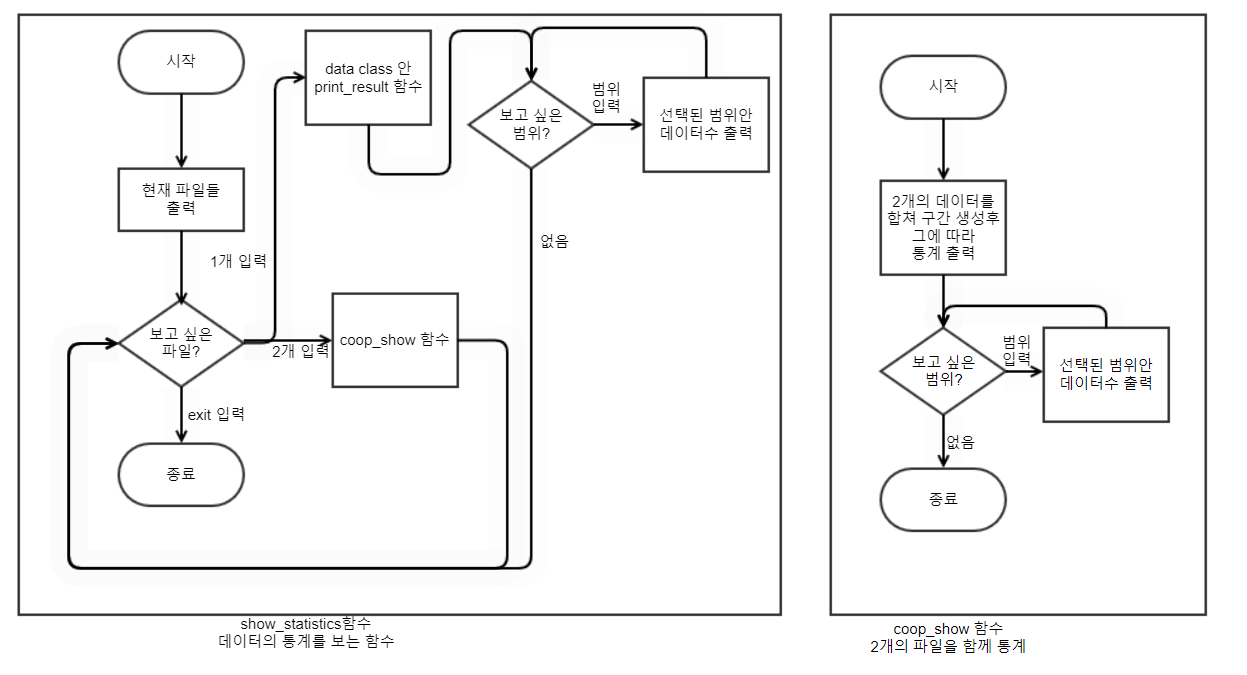 시작
현재 파일들
출력
1개 입력
보고 싶은
파일?
2개 입력
exit 입력
종료
data class 안
print_result 함수
coop_show 함수
보고 싶은
범위?
범위
입력
선택된 범위안
데이터수 출력
없음
show_statistics함수
데이터의 통계를 보는 함수
시작
2개의 데이터를
합쳐 구간 생성후
그에 따라
통계 출력
보고 싶은
범위?
범위
입력
선택된 범위안
데이터수 출력
없음
종료
coop_show 함수
2개의 파일을 함께 통계